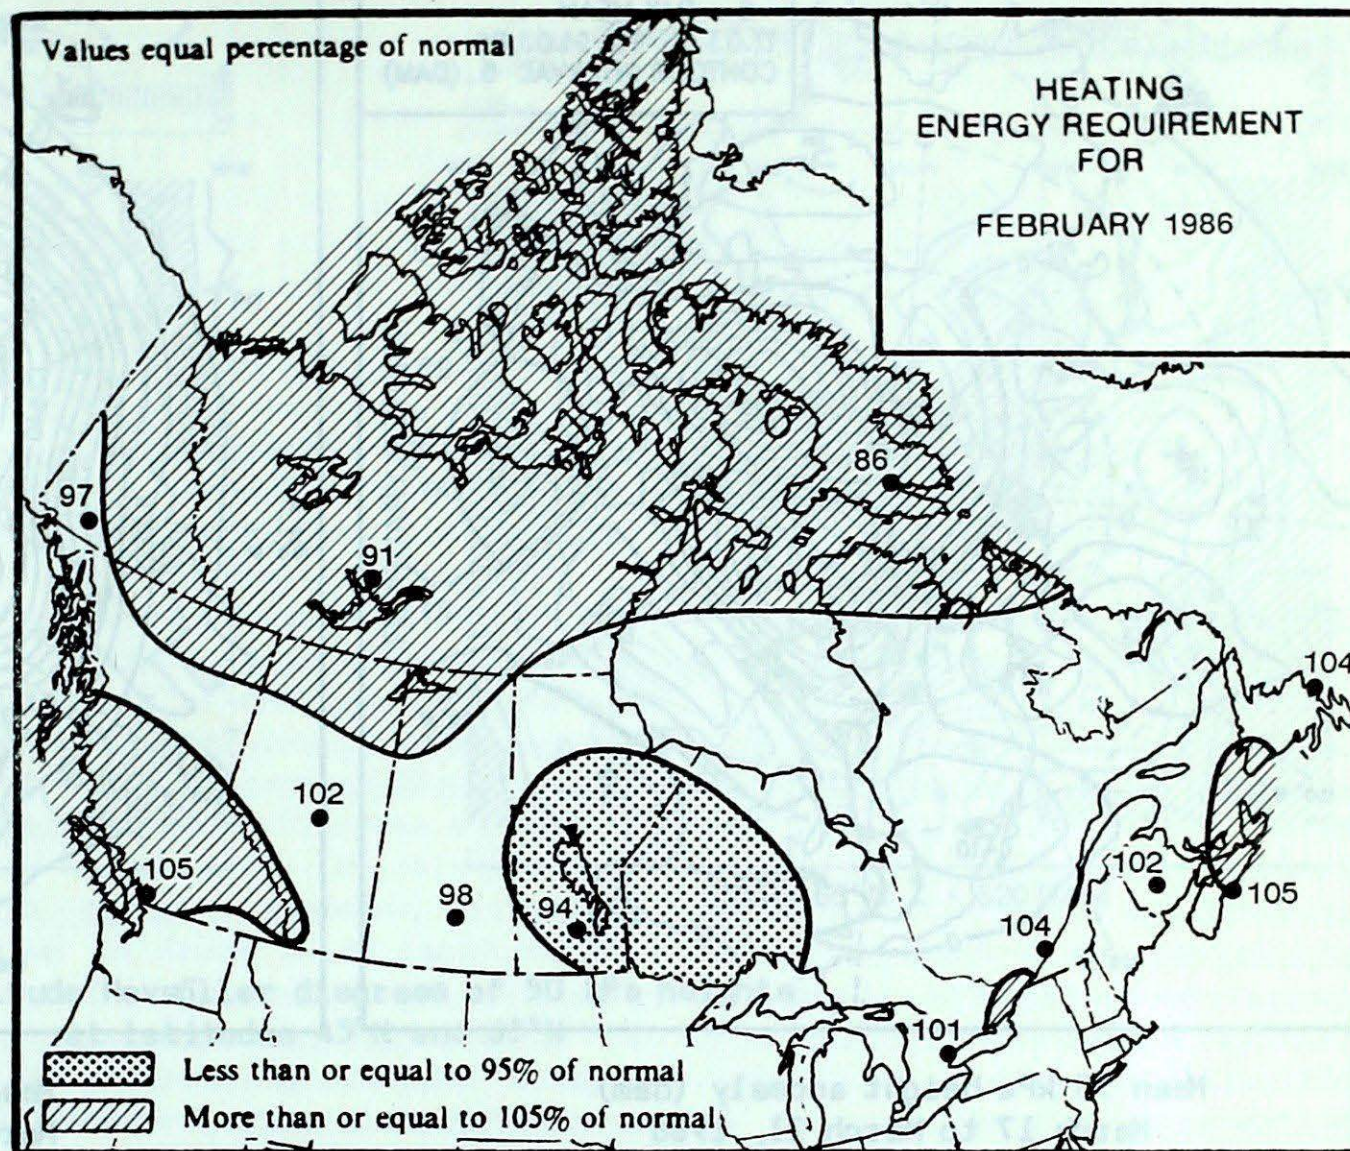 Values equal percentage of normal
HEATING
ENERGY REQUIREMENT
FOR
FEBRUARY 1986
97
86
91
104
102
105
98
94
102
105
104
101
Less than or equal to 95% of normal
More than or equal to 105% of normal